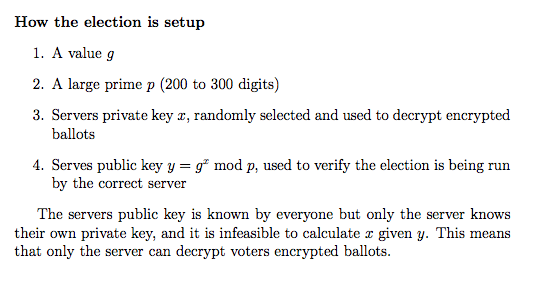 How the election is setup
1. A value g
2. A large prime p (200 to 300 digits)
3. Servers private key x, randomly selected and used to decrypt encrypted
ballots
4. Serves public key y = gˣ mod p, used to verify the election is being run
by the correct server
The servers public key is known by everyone but only the server knows
their own private key, and it is infeasible to calculate x given y. This means
that only the server can decrypt voters encrypted ballots.